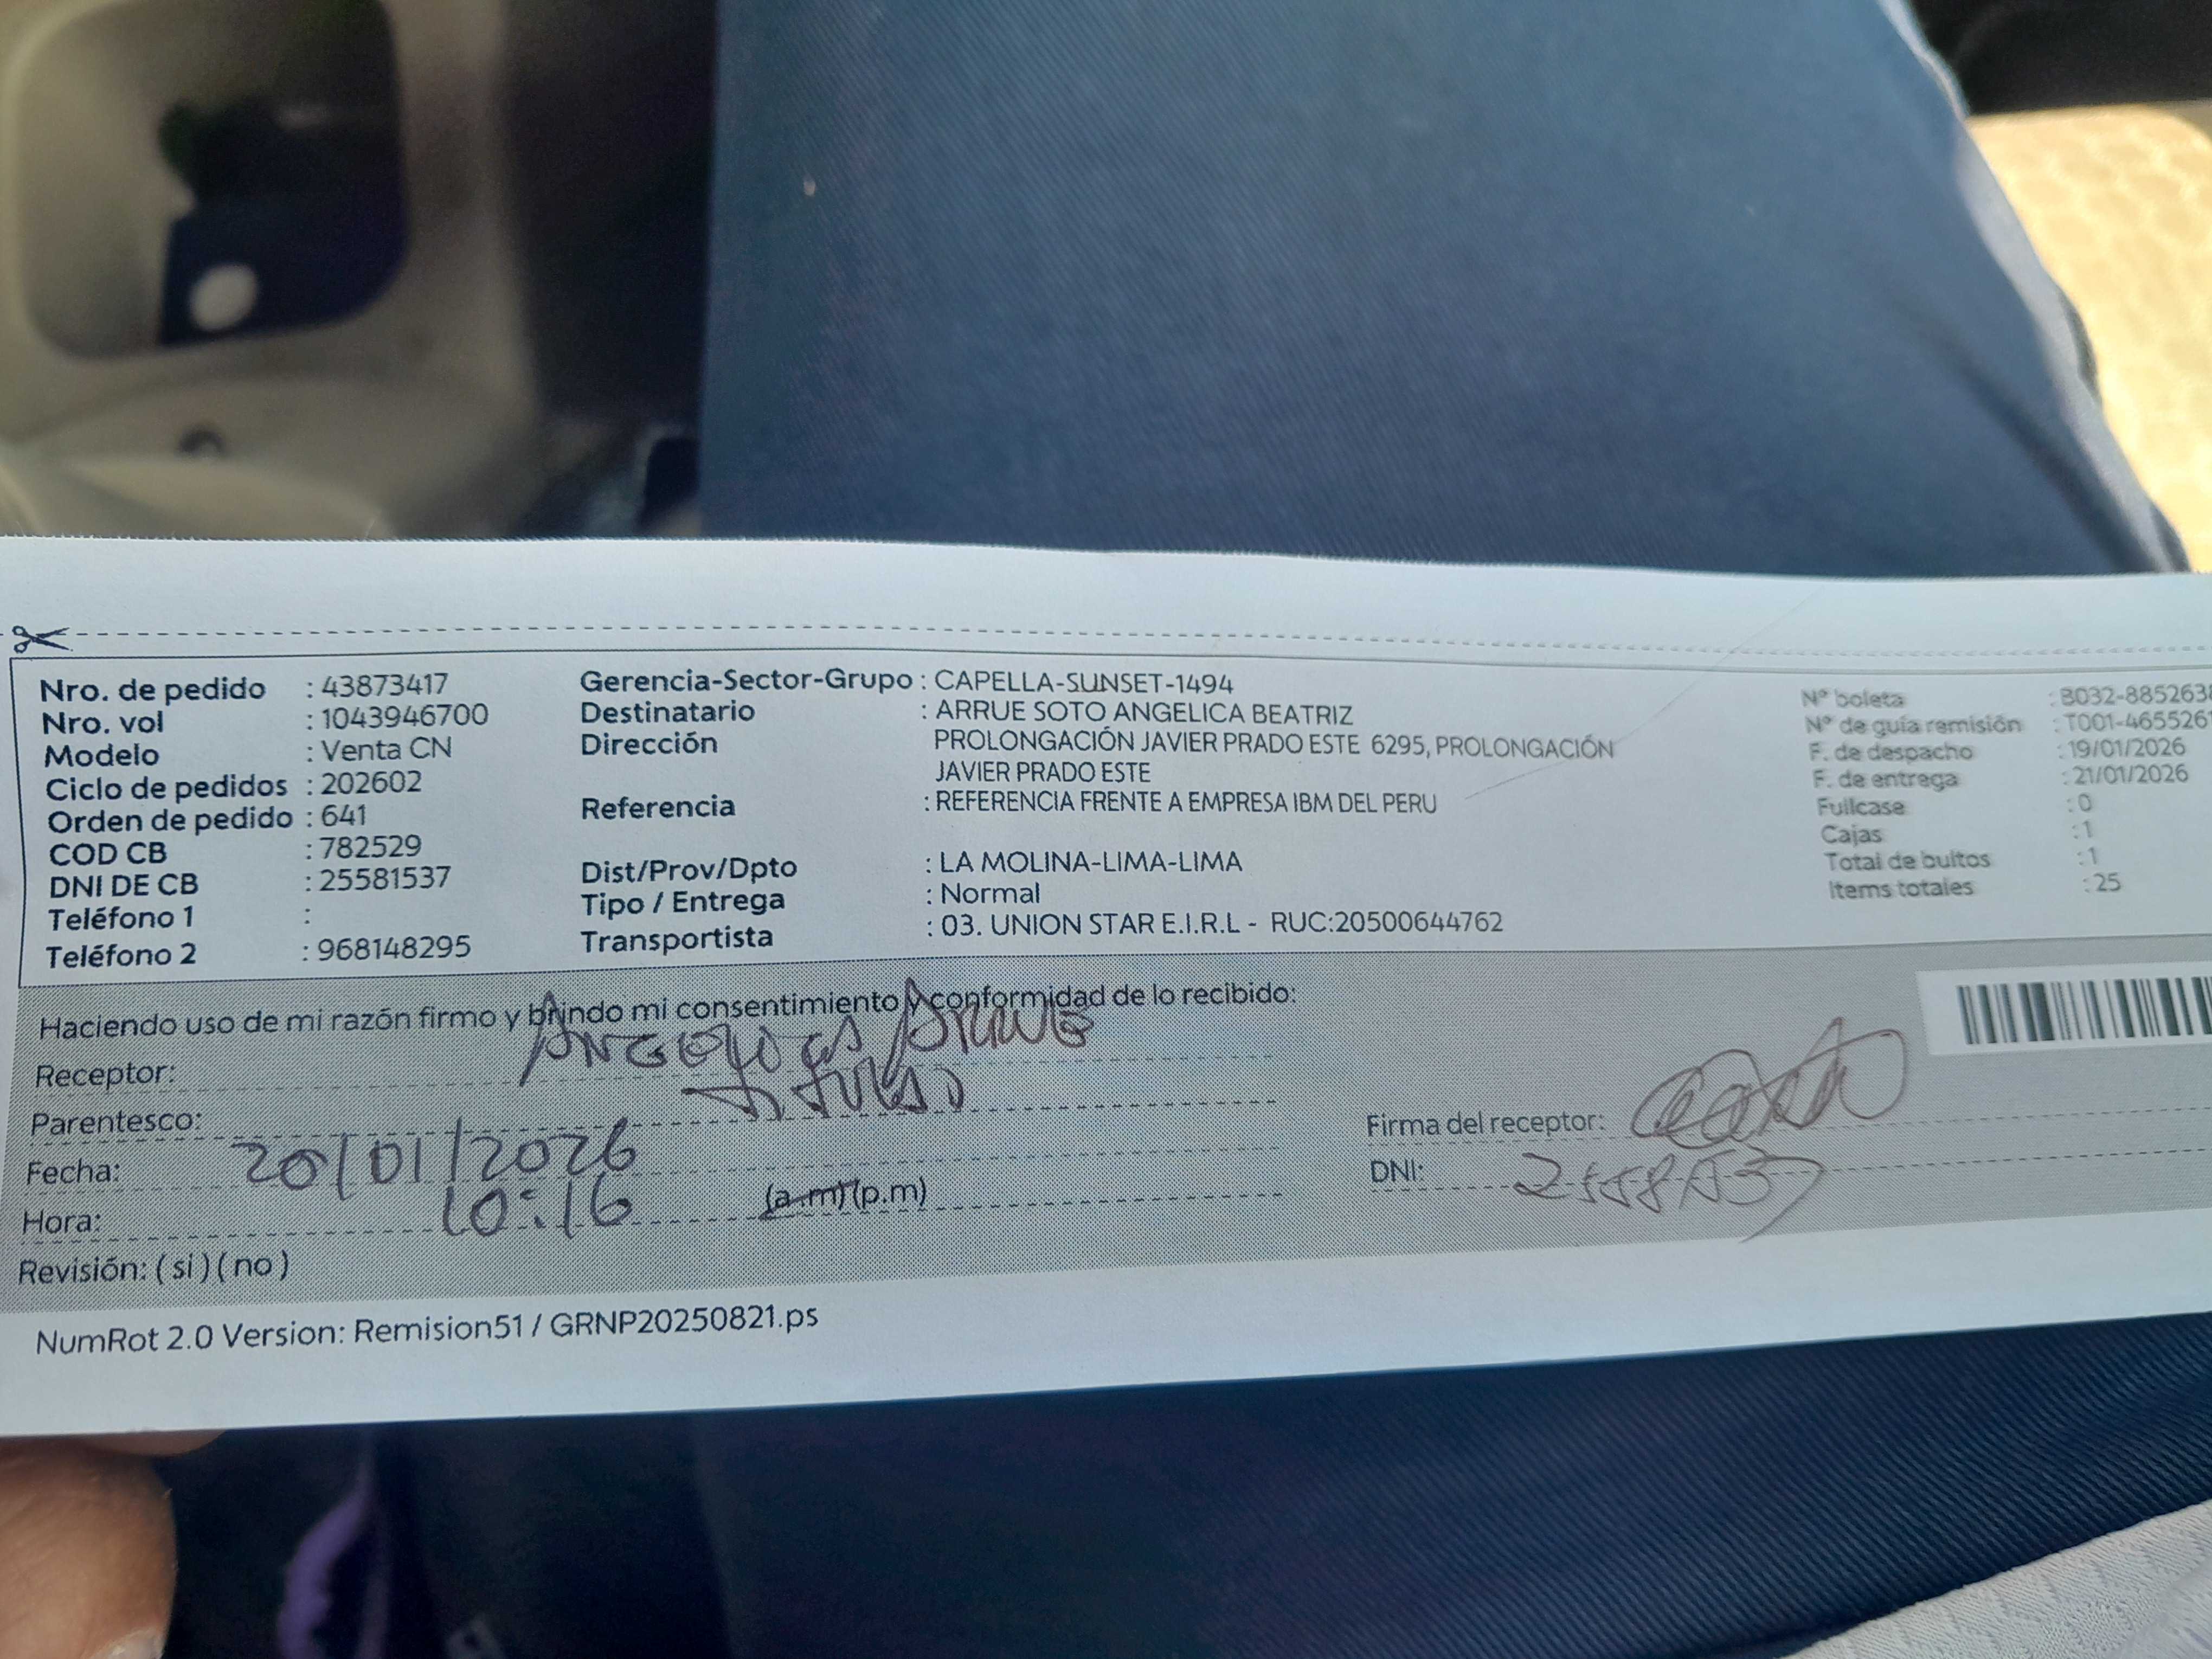 Nro. de pedido : 43873417
Nro. vol : 1043946700
Modelo : Venta CN
Ciclo de pedidos : 202602
Orden de pedido : 641
COD CB : 782529
DNI DE CB : 25581537
Teléfono 1 :
Teléfono 2 : 968148295
Gerencia-Sector-Grupo : CAPELLA-SUNSET-1494
Destinatario : ARRUE SOTO ANGELICA BEATRIZ
Dirección PROLONGACIÓN JAVIER PRADO ESTE 6295, PROLONGACIÓN
JAVIER PRADO ESTE
Referencia : REFERENCIA FRENTE A EMPRESA IBM DEL PERU
Dist/Prov/Dpto : LA MOLINA-LIMA-LIMA
Tipo / Entrega : Normal
Transportista : 03. UNION STAR E.I.R.L - RUC:20500644762
N° boleta : B032-8852638
N° de guía remisión : T001-4655261
F. de despacho : 19/01/2026
F. de entrega : 21/01/2026
Fullcase : 0
Cajas : 1
Total de bultos : 1
Items totales : 25
Haciendo uso de mi razón firmo y brindo mi consentimiento y conformidad de lo recibido:
Receptor: Arrue
Parentesco:
Fecha: 20/01/2026
Hora: 10:16 (a.m)(p.m)
Revisión: ( si ) ( no )
Firma del receptor:
DNI:
NumRot 2.0 Version: Remision51 / GRNP20250821.ps